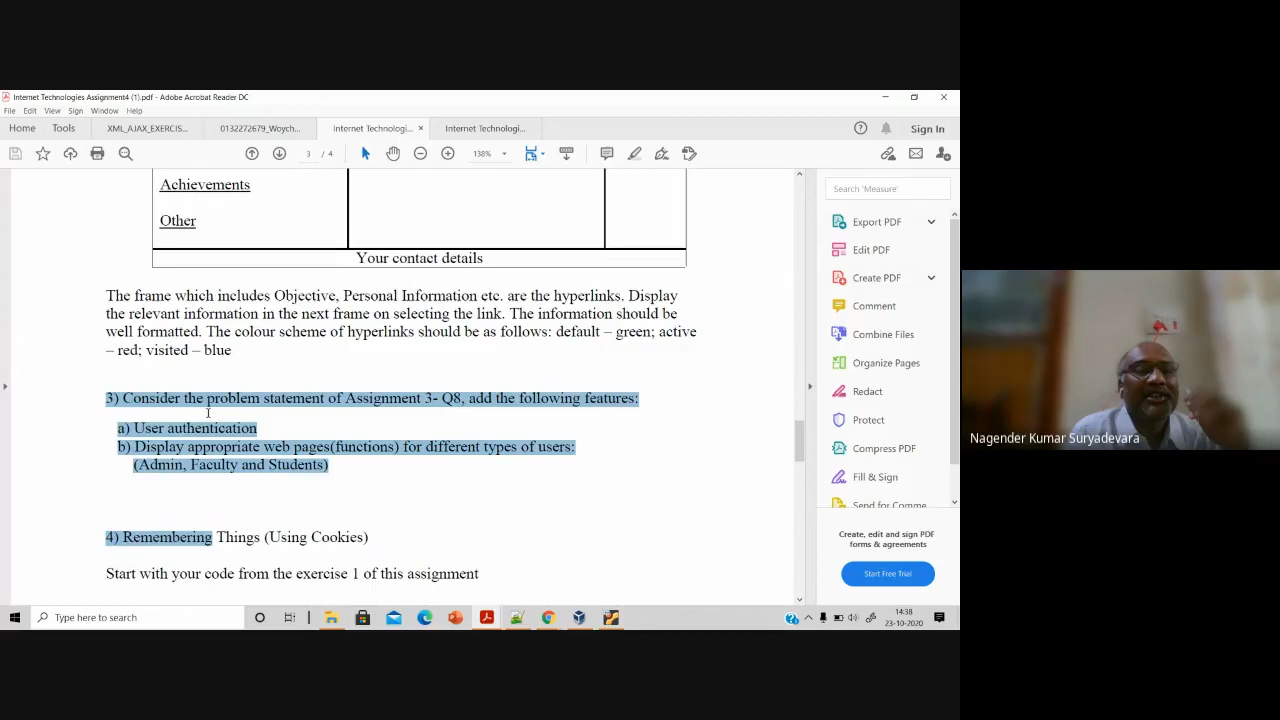 Internet Technologies Assignment4 (1).pdf - Adobe Acrobat Reader DC
File Edit View Sign Window Help
Home Tools XML_AJAX_EXERCIS... 0132272679_Woych... Internet Technologi... × Internet Technologi... Sign In
3 / 4 138%
Achievements
Other
Your contact details
The frame which includes Objective, Personal Information etc. are the hyperlinks. Display
the relevant information in the next frame on selecting the link. The information should be
well formatted. The colour scheme of hyperlinks should be as follows: default – green; active
– red; visited – blue
3) Consider the problem statement of Assignment 3- Q8, add the following features:
a) User authentication
b) Display appropriate web pages(functions) for different types of users:
(Admin, Faculty and Students)
4) Remembering Things (Using Cookies)
Start with your code from the exercise 1 of this assignment
Search 'Measure'
Export PDF
Edit PDF
Create PDF
Comment
Combine Files
Organize Pages
Redact
Protect
Compress PDF
Fill & Sign
Send for Comme
Create, edit and sign PDF
forms & agreements
Start Free Trial
Type here to search
14:38
23-10-2020
Nagender Kumar Suryadevara